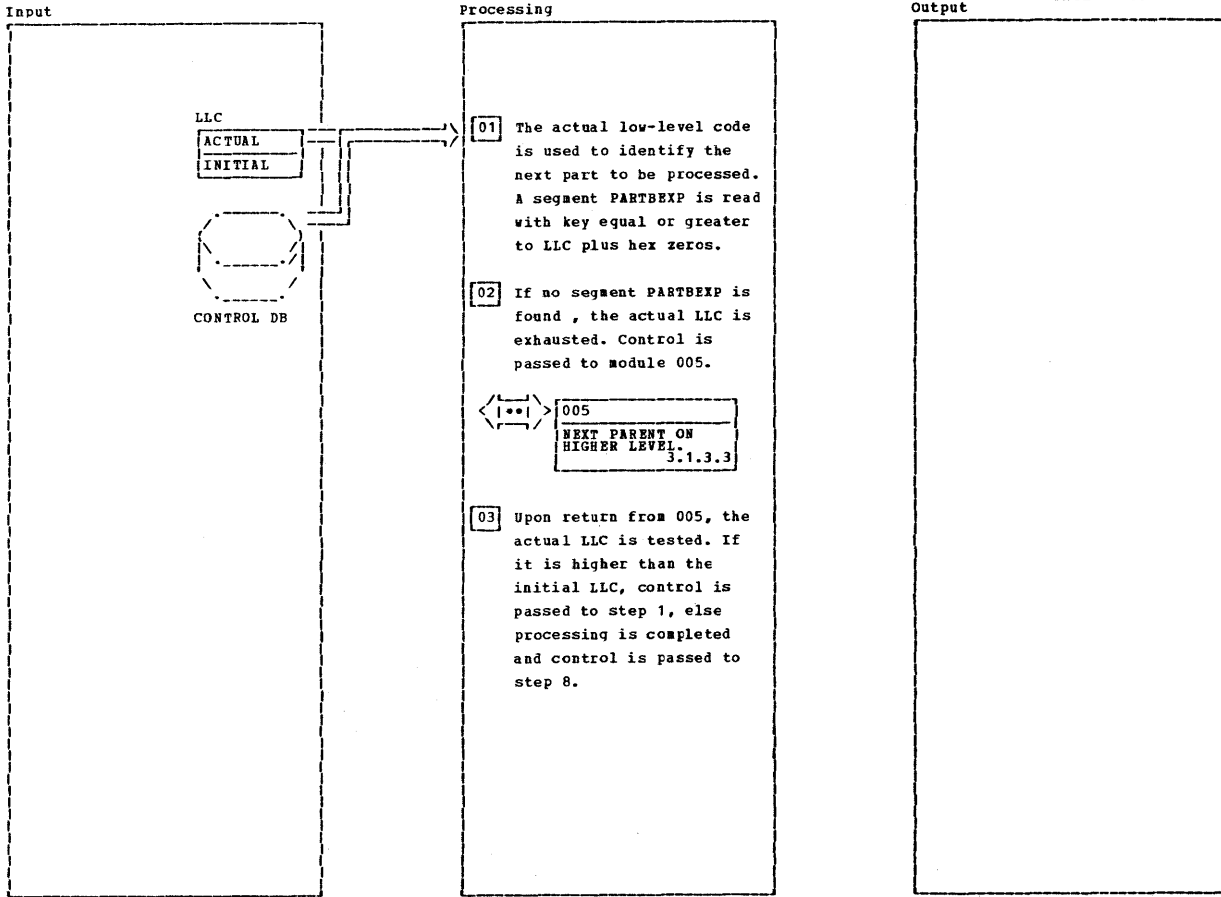 Input
Processing
Output
LLC
ACTUAL
INITIAL
CONTROL DB
01 The actual low-level code
is used to identify the
next part to be processed.
A segment PARTBEXP is read
with key equal or greater
to LLC plus hex zeros.
02 If no segment PARTBEXP is
found , the actual LLC is
exhausted. Control is
passed to module 005.
005
NEXT PARENT ON
HIGHER LEVEL.
3.1.3.3
03 Upon return from 005, the
actual LLC is tested. If
it is higher than the
initial LLC, control is
passed to step 1, else
processing is completed
and control is passed to
step 8.